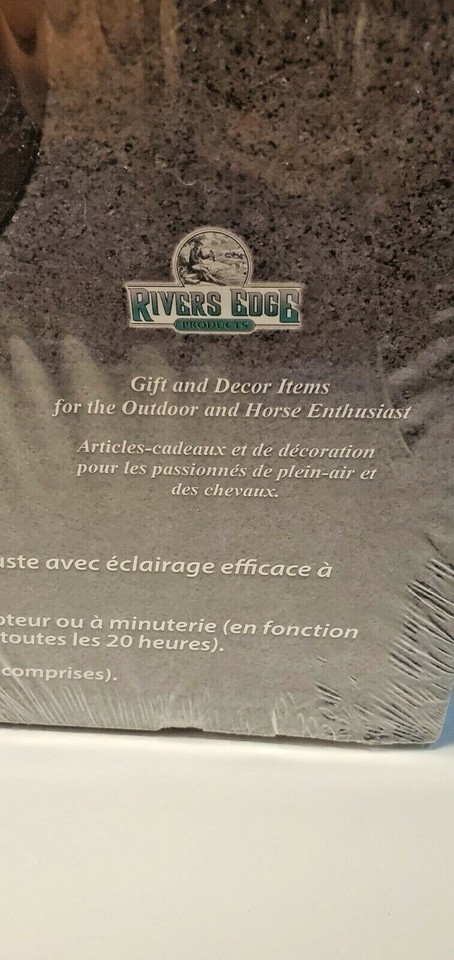 RIVERS EDGE
PRODUCTS
Gift and Decor Items
for the Outdoor and Horse Enthusiast
Articles-cadeaux et de décoration
pour les passionnés de plein-air et
des chevaux.
uste avec éclairage efficace à
pteur ou à minuterie (en fonction
toutes les 20 heures).
comprises).